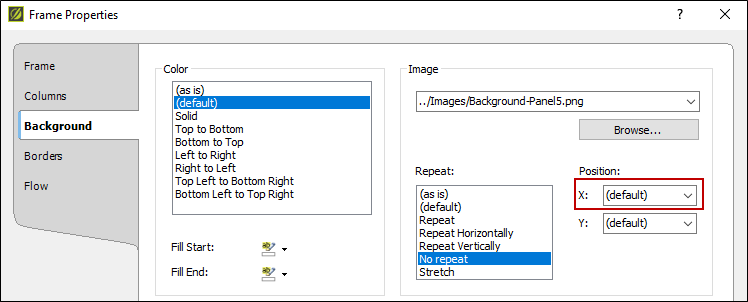 Frame Properties
?
Frame
Columns
Background
Borders
Flow
Color
(as is)
(default)
Solid
Top to Bottom
Bottom to Top
Left to Right
Right to Left
Top Left to Bottom Right
Bottom Left to Top Right
Fill Start:
Fill End:
Image
../Images/Background-Panel5.png
Browse...
Repeat:
(as is)
(default)
Repeat
Repeat Horizontally
Repeat Vertically
No repeat
Stretch
Position:
X: (default)
Y: (default)